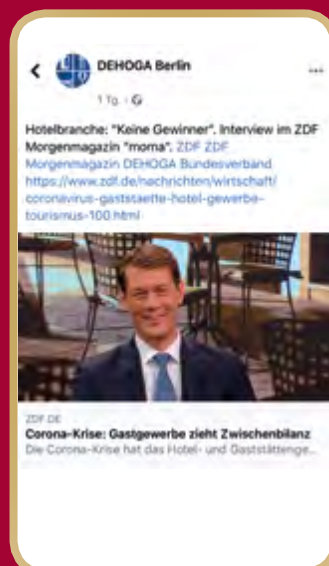 DEHOGA Berlin
1 Tg.
Hotelbranche: "Keine Gewinner". Interview im ZDF
Morgenmagazin "moma". ZDF ZDF
Morgenmagazin DEHOGA Bundesverband
https://www.zdf.de/nachrichten/wirtschaft/
coronavirus-gaststaette-hotel-gewerbe-
tourismus-100.html
ZDF.DE
Corona-Krise: Gastgewerbe zieht Zwischenbilanz
Die Corona-Krise hat das Hotel- und Gaststättenge...